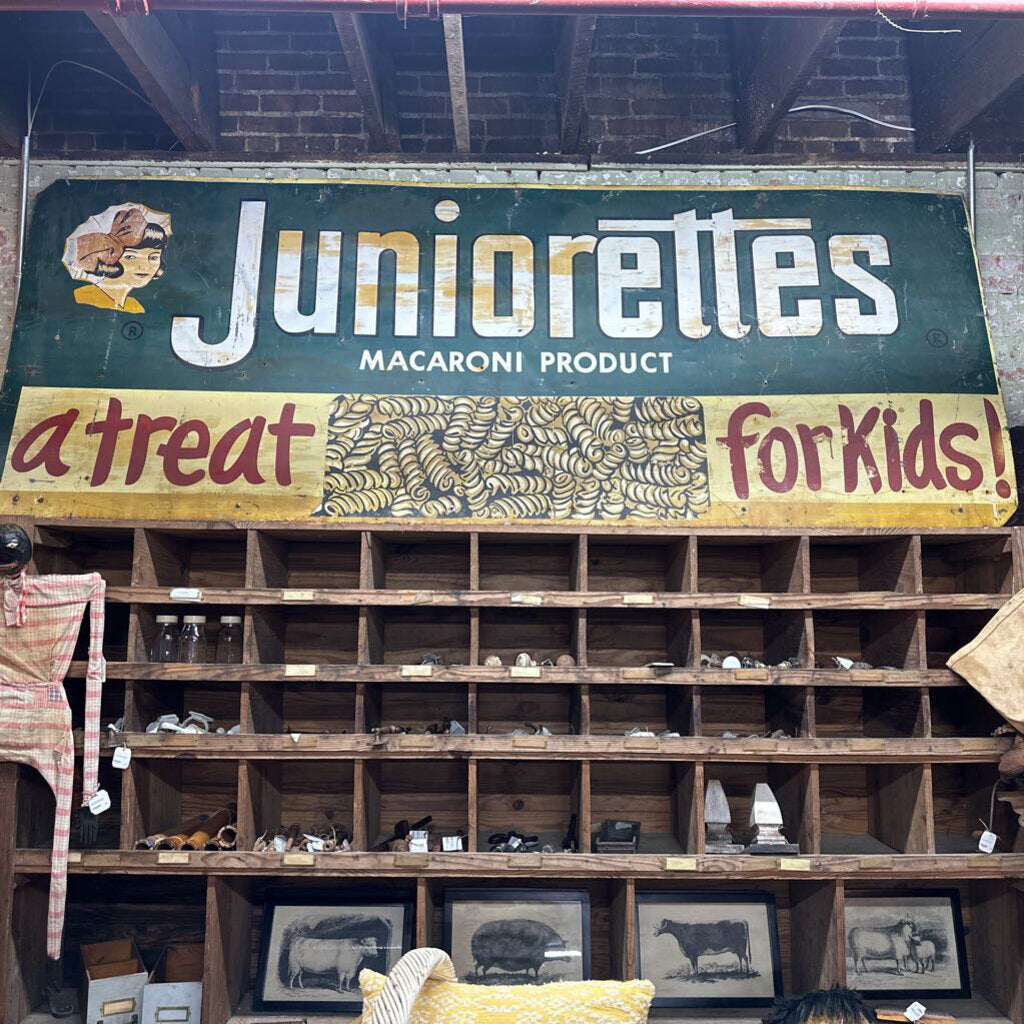 Juniorettes
® ®
MACARONI PRODUCT
a treat for Kids!